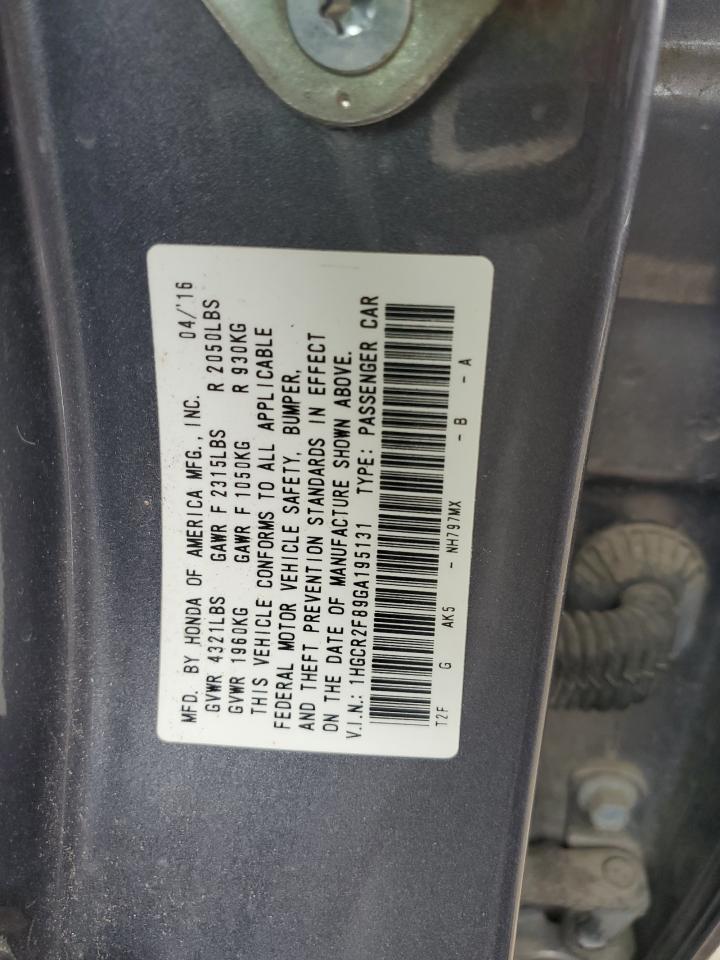 MFD. BY HONDA OF AMERICA MFG., INC. 04/'16
GVWR 4321LBS GAWR F 2315LBS R 2050LBS
GVWR 1960KG GAWR F 1050KG R 930KG
THIS VEHICLE CONFORMS TO ALL APPLICABLE
FEDERAL MOTOR VEHICLE SAFETY, BUMPER,
AND THEFT PREVENTION STANDARDS IN EFFECT
ON THE DATE OF MANUFACTURE SHOWN ABOVE.
V.I.N.: 1HGCR2F89GA195131 TYPE: PASSENGER CAR
T2F G AK5 - NH797MX - B - A